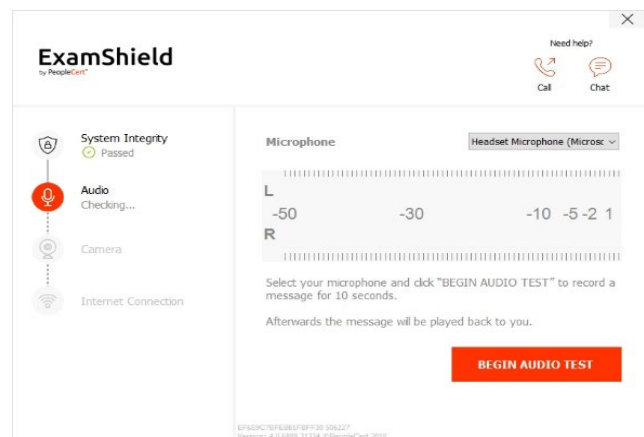 Need help?
ExamShield
by PeopleCert
Call Chat
System Integrity
Passed
Audio
Checking...
Camera
Internet Connection
Microphone
Headset Microphone (Microsc
L
-50 -30 -10 -5 -2 1
R
Select your microphone and click "BEGIN AUDIO TEST" to record a
message for 10 seconds.
Afterwards the message will be played back to you.
BEGIN AUDIO TEST